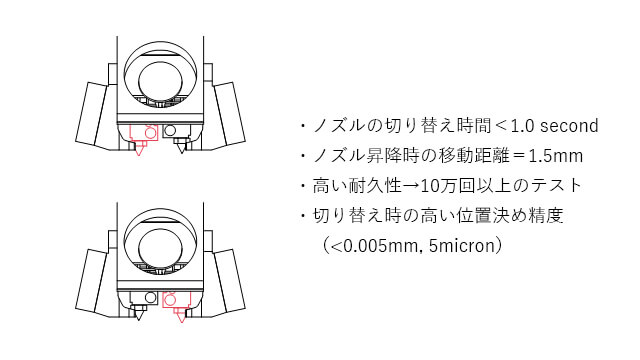 ・ノズルの切り替え時間＜1.0 second
・ノズル昇降時の移動距離＝1.5mm
・高い耐久性→10万回以上のテスト
・切り替え時の高い位置決め精度
（<0.005mm, 5micron）